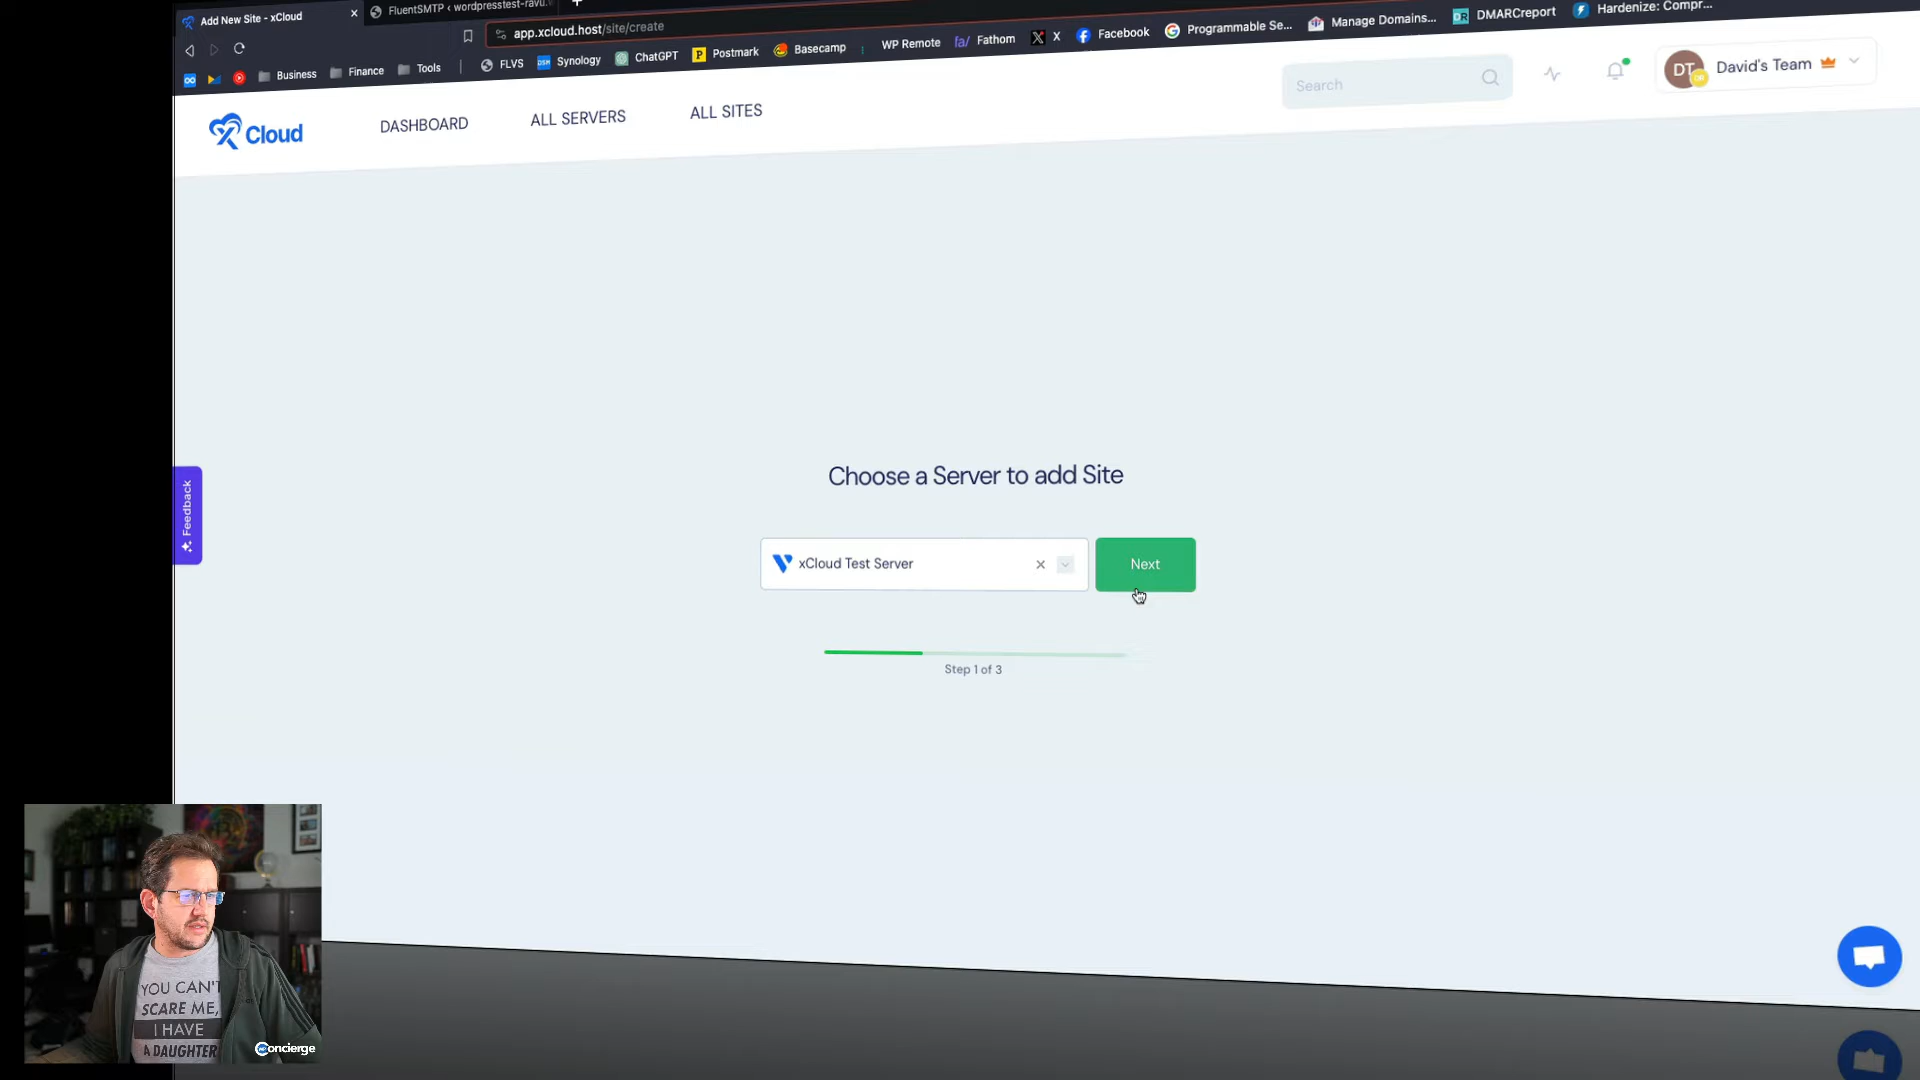 Add New Site - xCloud
FluentSMTP ‹ wordpresstest-ravu.
app.xcloud.host/site/create
Business
Finance
Tools
FLVS
Synology
ChatGPT
Postmark
Basecamp
WP Remote
fa/ Fathom
X
Facebook
Programmable Se...
Manage Domains...
DR DMARCreport
Hardenize: Compr...
xCloud
DASHBOARD
ALL SERVERS
ALL SITES
Search
DT
David's Team
Feedback
Choose a Server to add Site
xCloud Test Server
Next
Step 1 of 3
YOU CAN'T
SCARE ME,
I HAVE
A DAUGHTER
Concierge